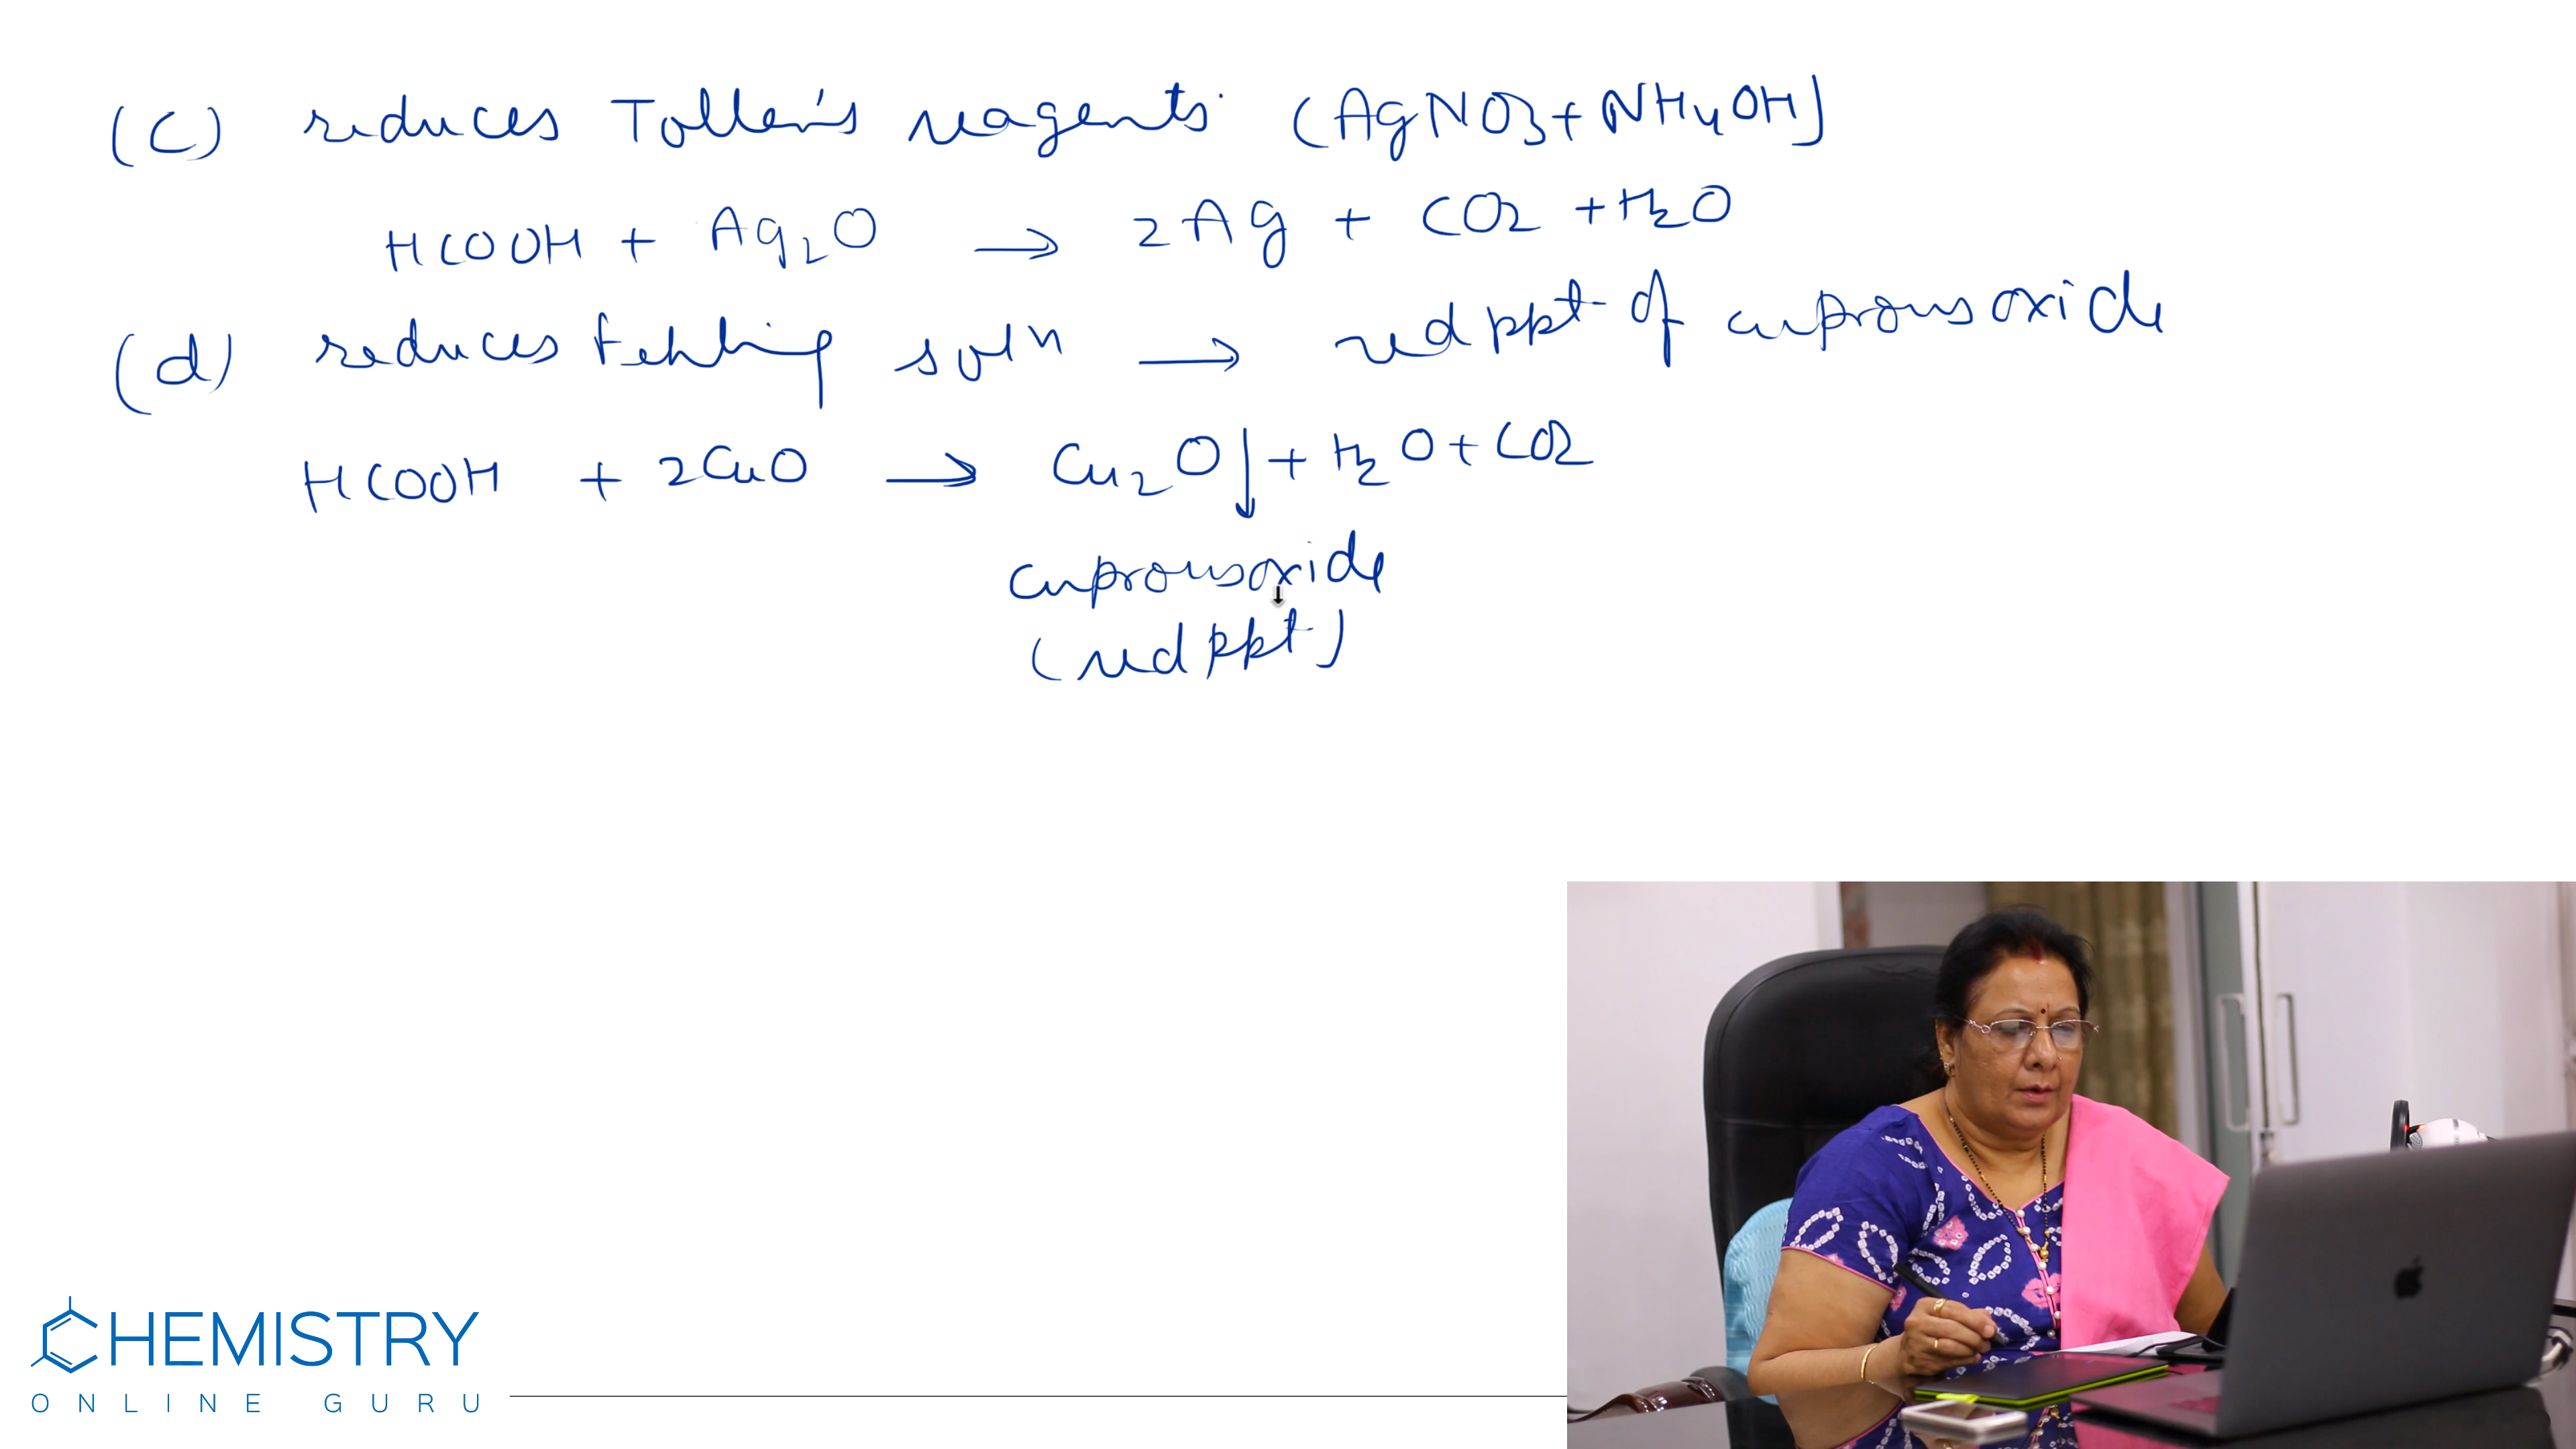 (c) reduces Tollen's reagents (AgNO3+NH4OH)
HCOOH + Ag2O → 2Ag + CO2 + H2O
(d) reduces fehling soln → red ppt of cuprous oxide
HCOOH + 2CuO → Cu2O↓ + H2O + CO2
cuprous oxide
(red ppt)
CHEMISTRY
ONLINE GURU